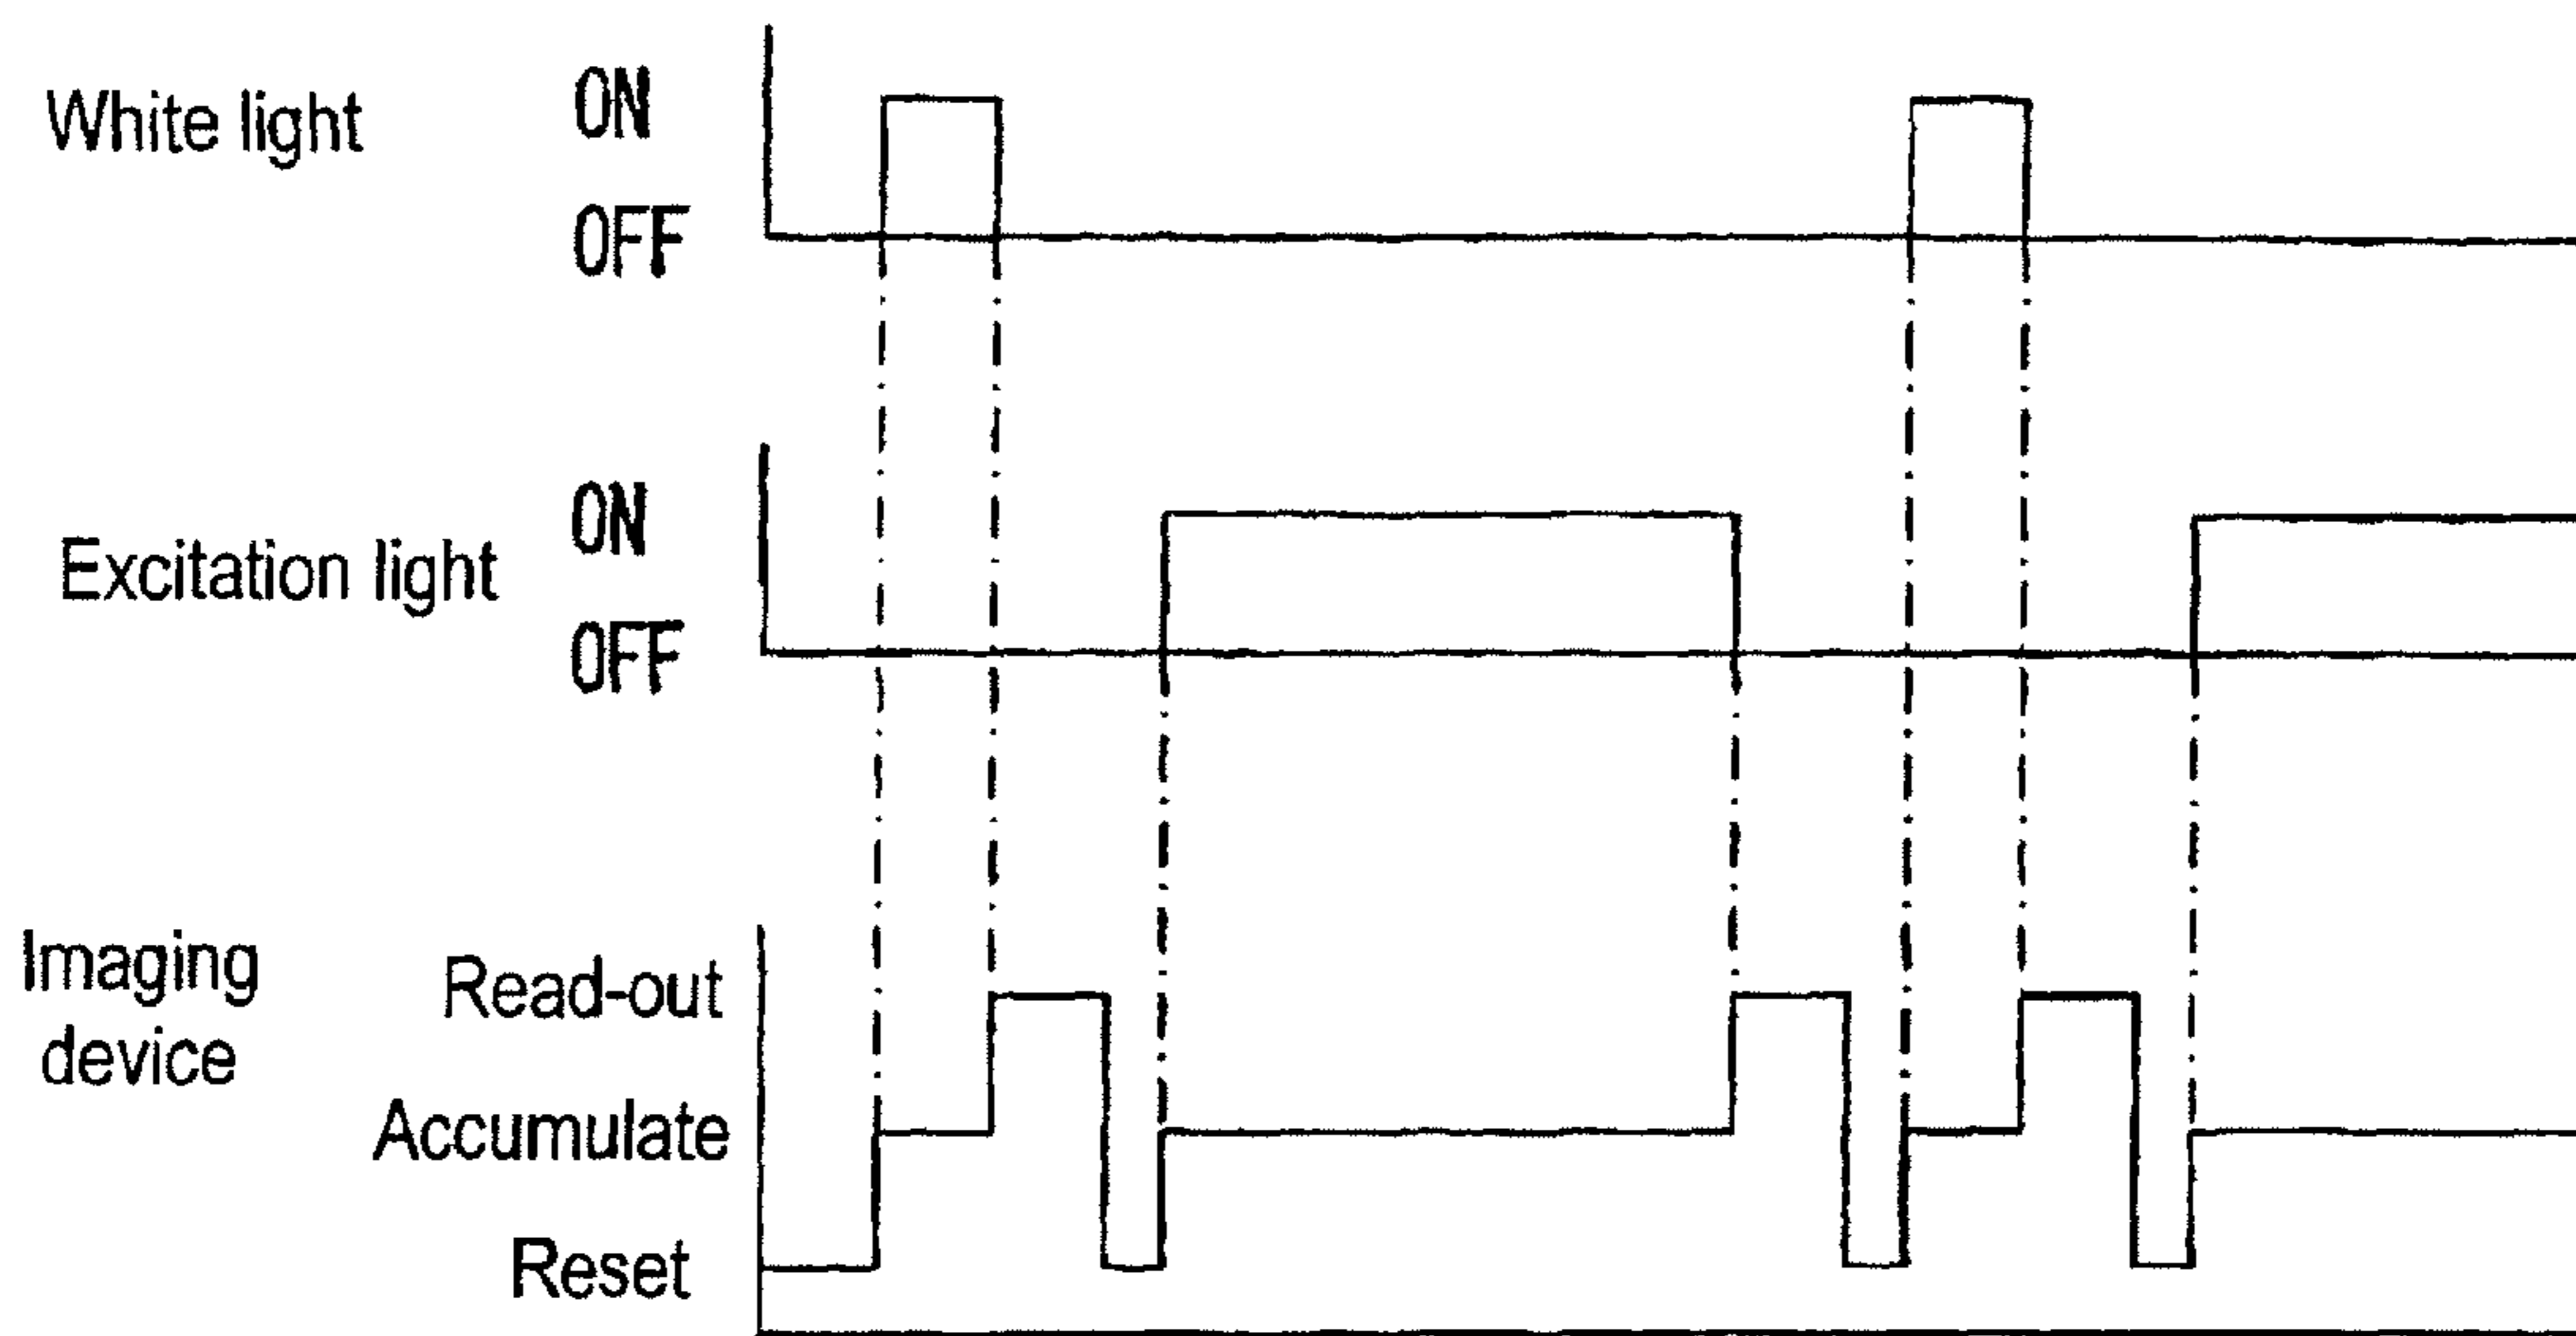 White light
ON
OFF
Excitation light
ON
OFF
Imaging
device
Read-out
Accumulate
Reset